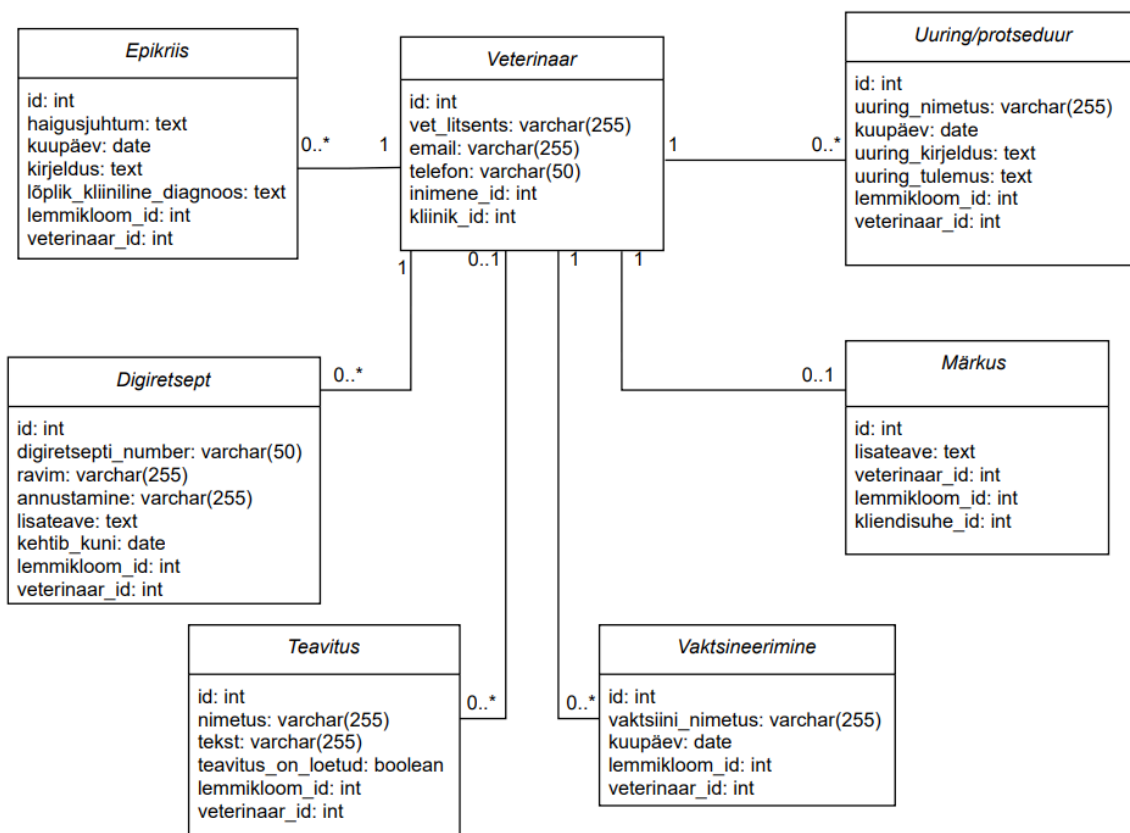 Epikriis
id: int
haigusjuhtum: text
kuupäev: date
kirjeldus: text
lõplik_kliiniline_diagnoos: text
lemmikloom_id: int
veterinaar_id: int
0..*
1
Veterinaar
id: int
vet_litsents: varchar(255)
email: varchar(255)
telefon: varchar(50)
inimene_id: int
kliinik_id: int
1
0..*
Uuring/protseduur
id: int
uuring_nimetus: varchar(255)
kuupäev: date
uuring_kirjeldus: text
uuring_tulemus: text
lemmikloom_id: int
veterinaar_id: int
1
0..1
1
1
Digiretsept
id: int
digiretsepti_number: varchar(50)
ravim: varchar(255)
annustamine: varchar(255)
lisateave: text
kehtib_kuni: date
lemmikloom_id: int
veterinaar_id: int
0..*
0..1
Märkus
id: int
lisateave: text
veterinaar_id: int
lemmikloom_id: int
kliendisuhe_id: int
Teavitus
id: int
nimetus: varchar(255)
tekst: varchar(255)
teavitus_on_loetud: boolean
lemmikloom_id: int
veterinaar_id: int
0..*
0..*
Vaktsineerimine
id: int
vaktsiini_nimetus: varchar(255)
kuupäev: date
lemmikloom_id: int
veterinaar_id: int